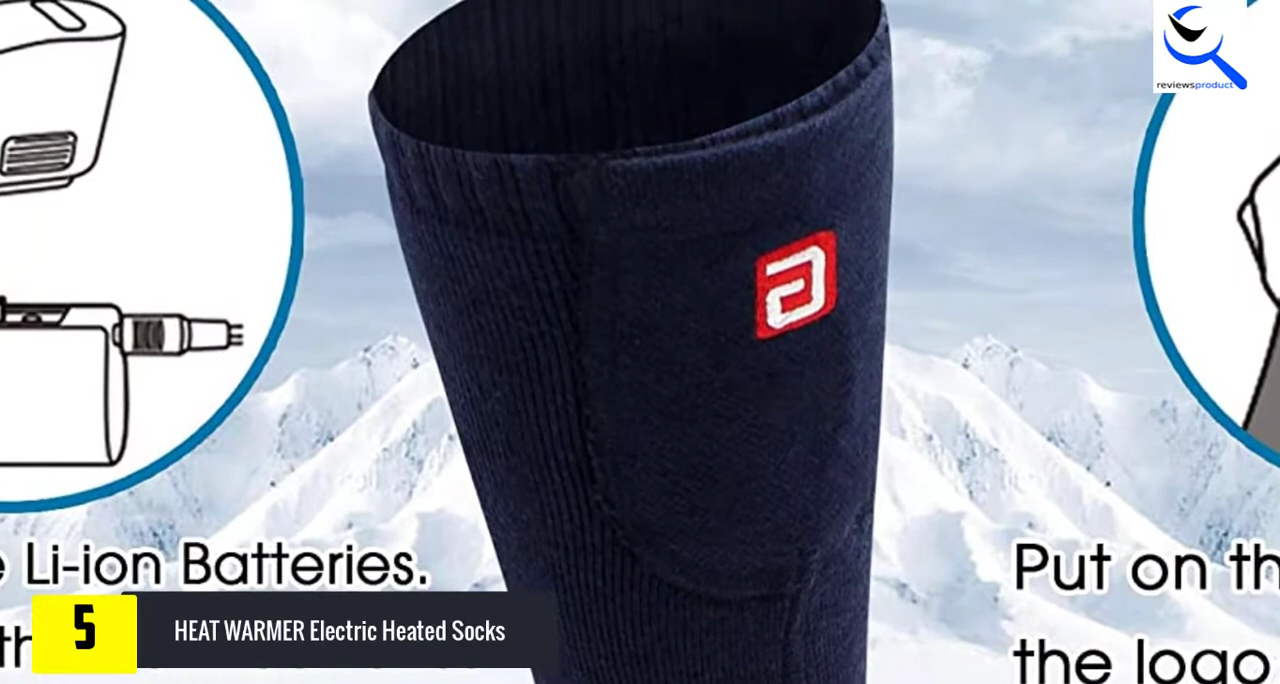 reviewsproduct
Li-ion Batteries.
Put on th
5
HEAT WARMER Electric Heated Socks
the logo